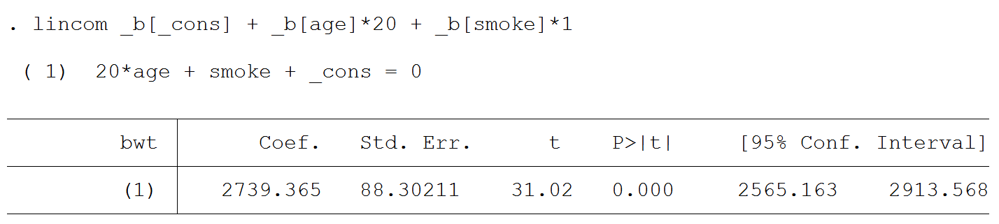 . lincom _b[_cons] + _b[age]*20 + _b[smoke]*1
( 1)  20*age + smoke + _cons = 0
bwt Coef. Std. Err. t P>|t| [95% Conf. Interval]
(1) 2739.365 88.30211 31.02 0.000 2565.163 2913.568